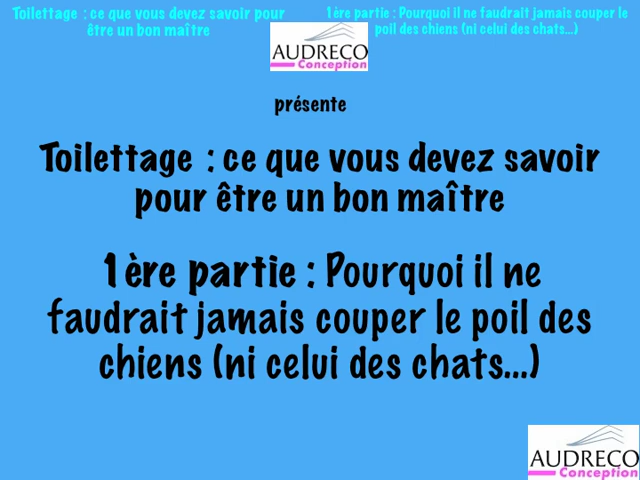 Toilettage : ce que vous devez savoir pour
être un bon maître
1ère partie : Pourquoi il ne faudrait jamais couper le
poil des chiens (ni celui des chats...)
AUDRECO
Conception
présente
Toilettage : ce que vous devez savoir
pour être un bon maître
1ère partie : Pourquoi il ne
faudrait jamais couper le poil des
chiens (ni celui des chats...)
AUDRECO
Conception